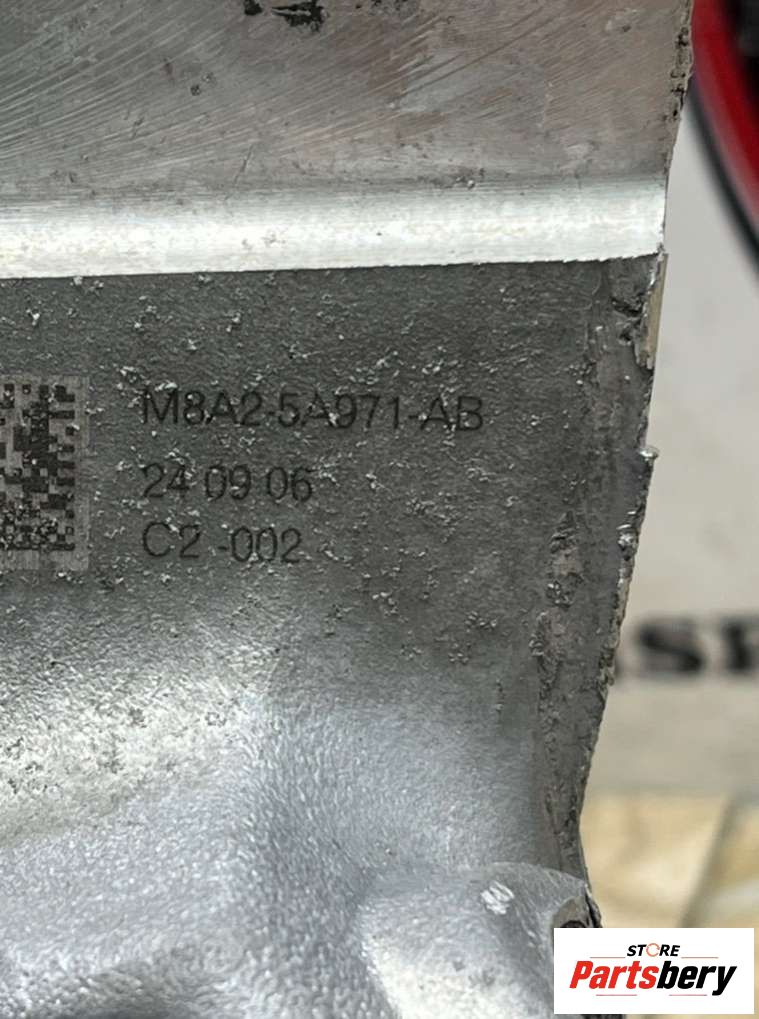 M8A2-5A971-AB
24 09 06
C2 -002
STORE
Partsbery